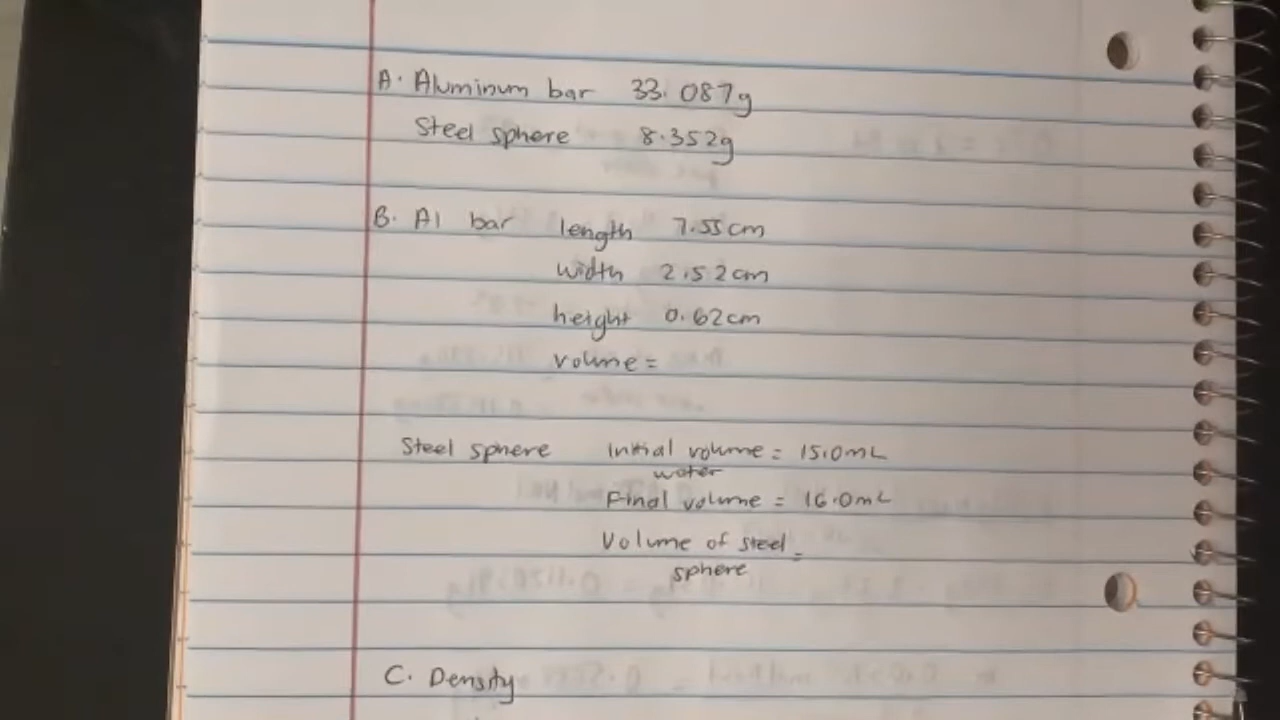 A. Aluminum bar 33.087g
Steel sphere 8.352g
B. Al bar length 7.55cm
width 2.52cm
height 0.62cm
volume =
Steel sphere Initial volume = 15.0mL
water
Final volume = 16.0mL
Volume of steel =
sphere
C. Density